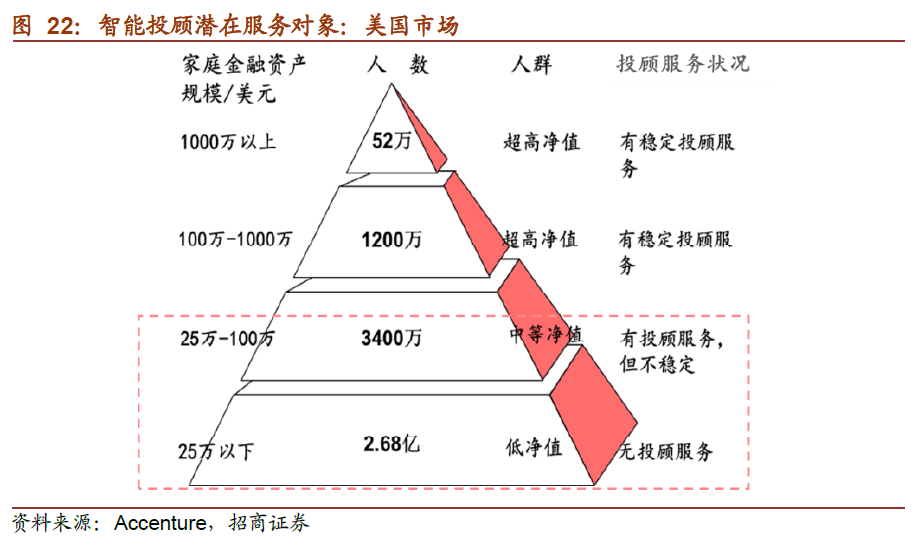 图 22：智能投顾潜在服务对象：美国市场
家庭金融资产 人 数 人群 投顾服务状况
规模/美元
1000万以上 52万 超高净值 有稳定投顾服
务
100万-1000万 1200万 超高净值 有稳定投顾服
务
25万-100万 3400万 中等净值 有投顾服务，
但不稳定
25万以下 2.68亿 低净值 无投顾服务
资料来源：Accenture，招商证券